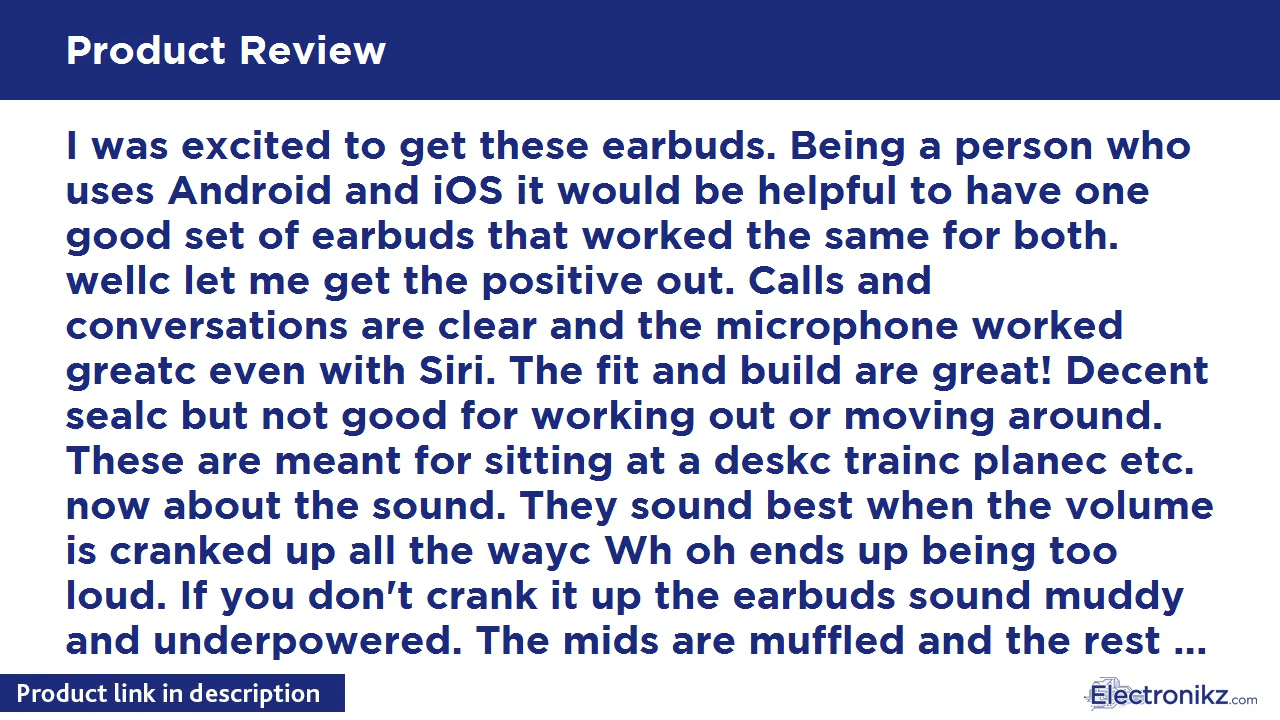 Product Review
I was excited to get these earbuds. Being a person who
uses Android and iOS it would be helpful to have one
good set of earbuds that worked the same for both.
wellc let me get the positive out. Calls and
conversations are clear and the microphone worked
greatc even with Siri. The fit and build are great! Decent
sealc but not good for working out or moving around.
These are meant for sitting at a deskc trainc planec etc.
now about the sound. They sound best when the volume
is cranked up all the wayc Wh oh ends up being too
loud. If you don't crank it up the earbuds sound muddy
and underpowered. The mids are muffled and the rest ...
Product link in description
Electronikz.com